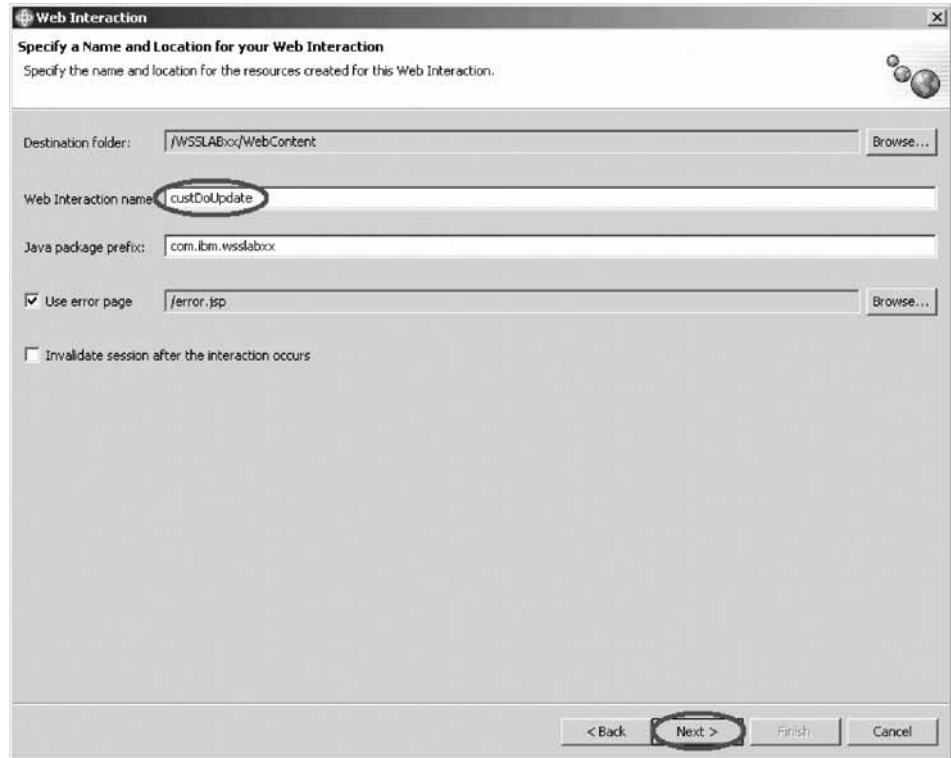 Web Interaction
Specify a Name and Location for your Web Interaction
Specify the name and location for the resources created for this Web Interaction.
Destination folder: /WSSLABxx/WebContent Browse...
Web Interaction name custDoUpdate
Java package prefix: com.ibm.wsslabxx
Use error page /error.jsp Browse...
Invalidate session after the interaction occurs
< Back Next > Finish Cancel